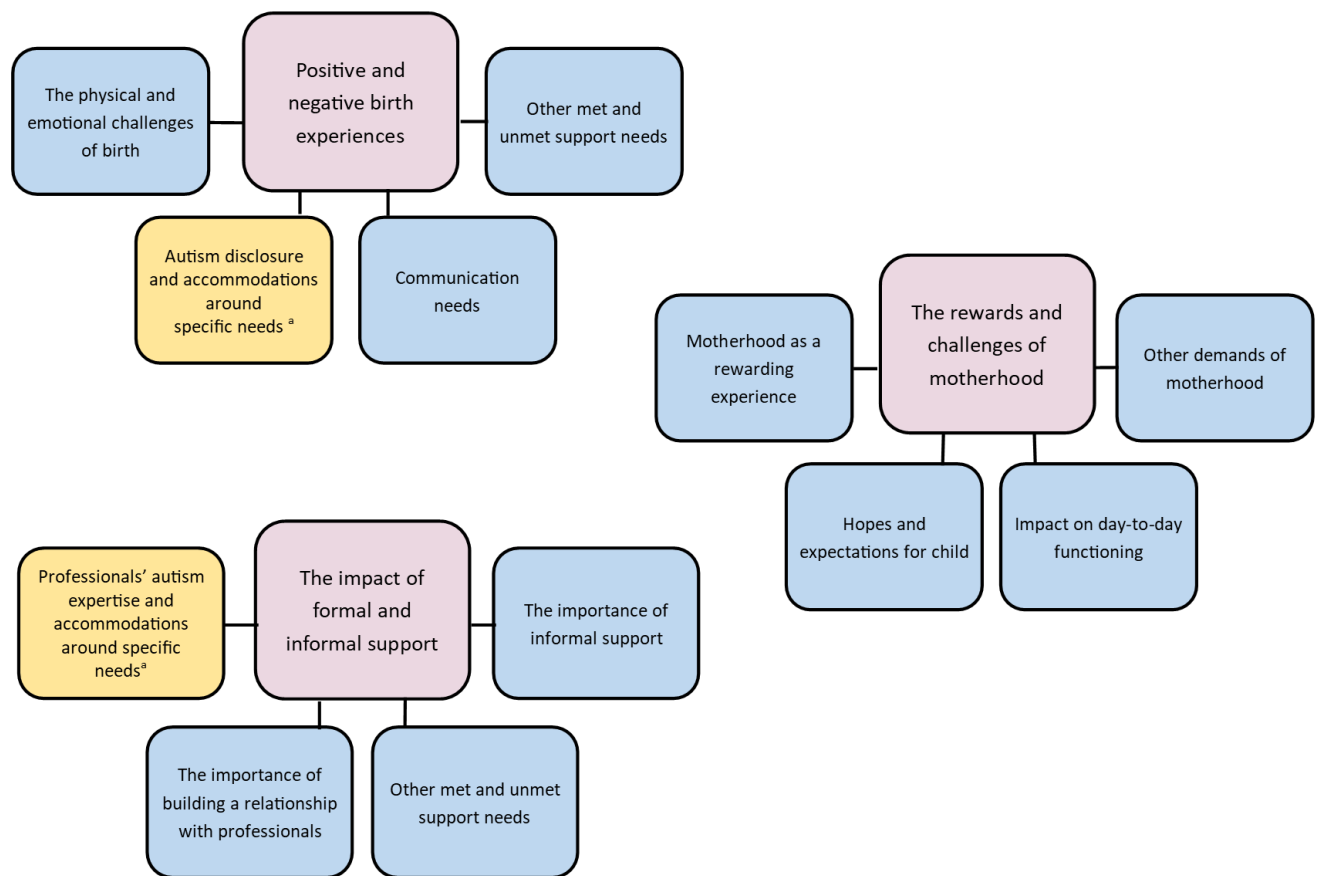 The physical and
emotional challenges
of birth
Positive and
negative birth
experiences
Other met and
unmet support needs
Autism disclosure
and accommodations
around
specific needs ᵃ
Communication
needs
Motherhood as a
rewarding
experience
The rewards and
challenges of
motherhood
Other demands of
motherhood
Hopes and
expectations for child
Impact on day-to-day
functioning
Professionals’ autism
expertise and
accommodations
around specific
needsᵃ
The impact of
formal and
informal support
The importance of
informal support
The importance of
building a relationship
with professionals
Other met and unmet
support needs